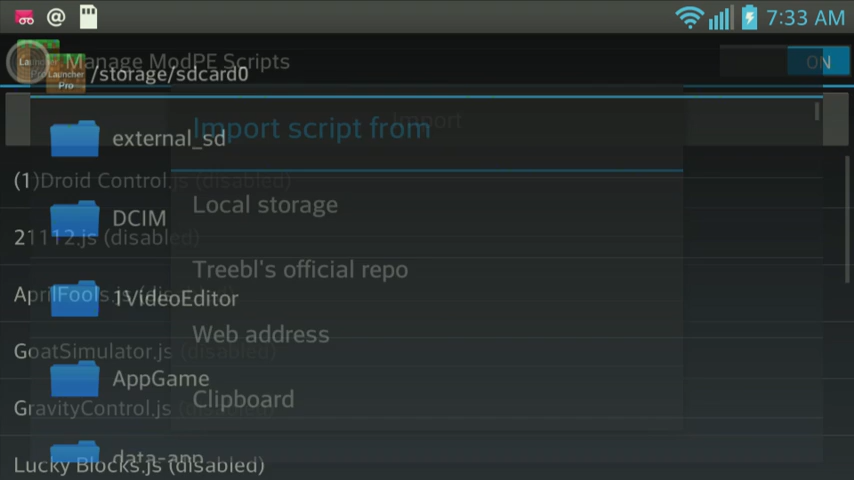 @
7:33 AM
Manage ModPE Scripts
ON
Launcher
Pro
/storage/sdcard0
Import
Import script from
external_sd
(1)Droid Control.js (disabled)
Local storage
DCIM
21112.js (disabled)
Treebl's official repo
AprilFools.js (disabled)
1VideoEditor
Web address
GoatSimulator.js (disabled)
AppGame
Clipboard
GravityControl.js (disabled)
data-app
Lucky Blocks.js (disabled)